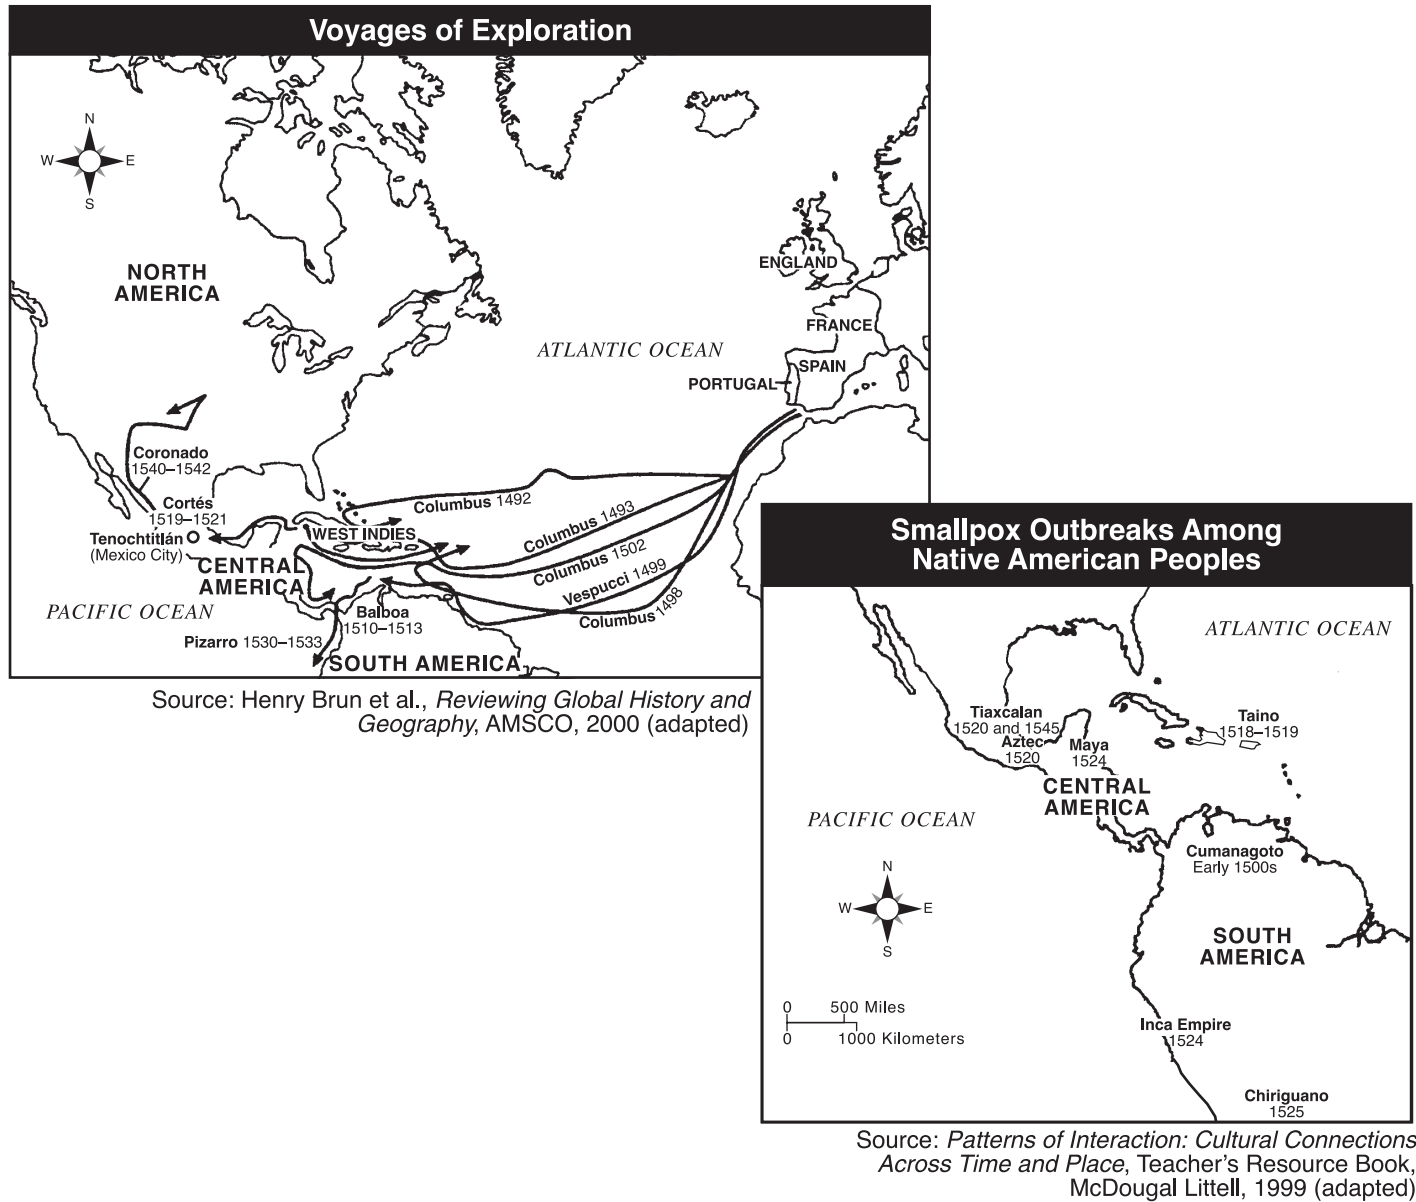 Voyages of Exploration
N
W E
S
NORTH
AMERICA
ENGLAND
FRANCE
ATLANTIC OCEAN
SPAIN
PORTUGAL
Coronado
1540–1542
Cortés
1519–1521
Tenochtitlán
(Mexico City)
WEST INDIES
Columbus 1492
Columbus 1493
Columbus 1502
Vespucci 1499
Columbus 1498
CENTRAL
AMERICA
PACIFIC OCEAN
Balboa
1510–1513
Pizarro 1530–1533
SOUTH AMERICA
Source: Henry Brun et al., Reviewing Global History and
Geography, AMSCO, 2000 (adapted)
Smallpox Outbreaks Among
Native American Peoples
ATLANTIC OCEAN
Tiaxcalan
1520 and 1545
Aztec
1520
Maya
1524
Taino
1518–1519
CENTRAL
AMERICA
PACIFIC OCEAN
Cumanagoto
Early 1500s
N
W E
S
SOUTH
AMERICA
0 500 Miles
0 1000 Kilometers
Inca Empire
1524
Chiriguano
1525
Source: Patterns of Interaction: Cultural Connections
Across Time and Place, Teacher's Resource Book,
McDougal Littell, 1999 (adapted)